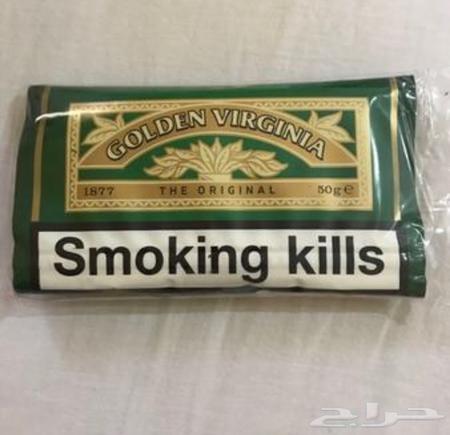 GOLDEN VIRGINIA
1877 THE ORIGINAL 50g e
Smoking kills
حراج